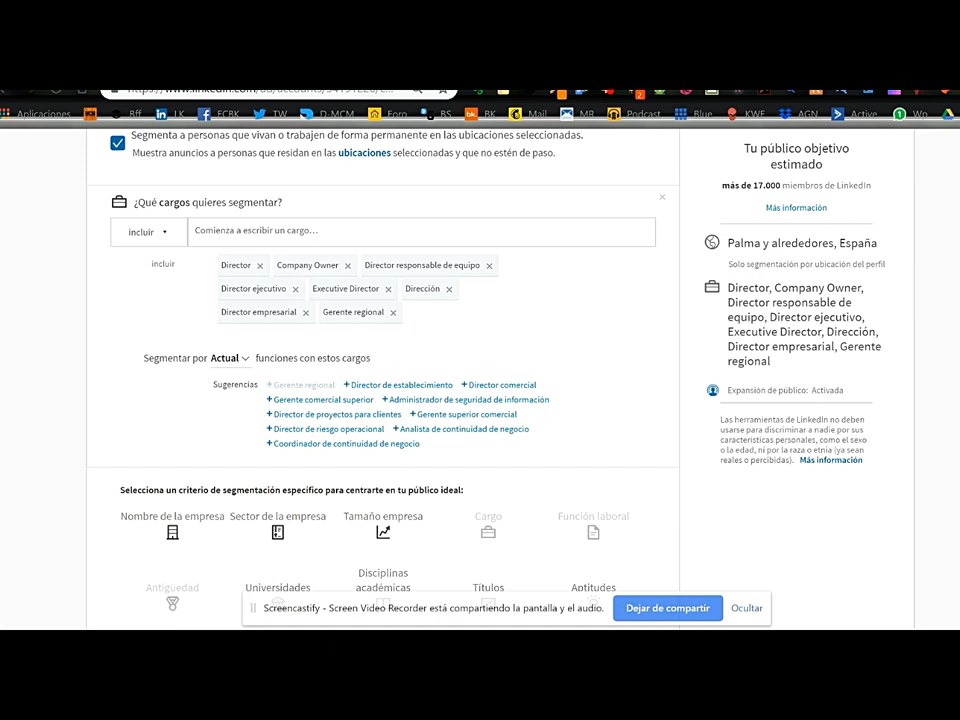 Aplicaciones Bff LK FCBK TW D-MCM Foro BS BK Mail MR Podcast Blue KWF AGN Active
Segmenta a personas que vivan o trabajen de forma permanente en las ubicaciones seleccionadas.
Muestra anuncios a personas que residan en las ubicaciones seleccionadas y que no estén de paso.
¿Qué cargos quieres segmentar?
incluir
Comienza a escribir un cargo...
incluir
Director Company Owner Director responsable de equipo
Director ejecutivo Executive Director Dirección
Director empresarial Gerente regional
Segmentar por Actual funciones con estos cargos
Sugerencias + Gerente regional + Director de establecimiento + Director comercial
+ Gerente comercial superior + Administrador de seguridad de información
+ Director de proyectos para clientes + Gerente superior comercial
+ Director de riesgo operacional + Analista de continuidad de negocio
+ Coordinador de continuidad de negocio
Selecciona un criterio de segmentación específico para centrarte en tu público ideal:
Nombre de la empresa Sector de la empresa Tamaño empresa Cargo Función laboral
Antigüedad Universidades Disciplinas académicas Títulos Aptitudes
Tu público objetivo
estimado
más de 17.000 miembros de LinkedIn
Más información
Palma y alrededores, España
Solo segmentación por ubicación del perfil
Director, Company Owner,
Director responsable de
equipo, Director ejecutivo,
Executive Director, Dirección,
Director empresarial, Gerente
regional
Expansión de público: Activada
Las herramientas de LinkedIn no deben
usarse para discriminar a nadie por sus
características personales, como el sexo
o la edad, ni por la raza o etnia (ya sean
reales o percibidas). Más información
Screencastify - Screen Video Recorder está compartiendo la pantalla y el audio.
Dejar de compartir
Ocultar